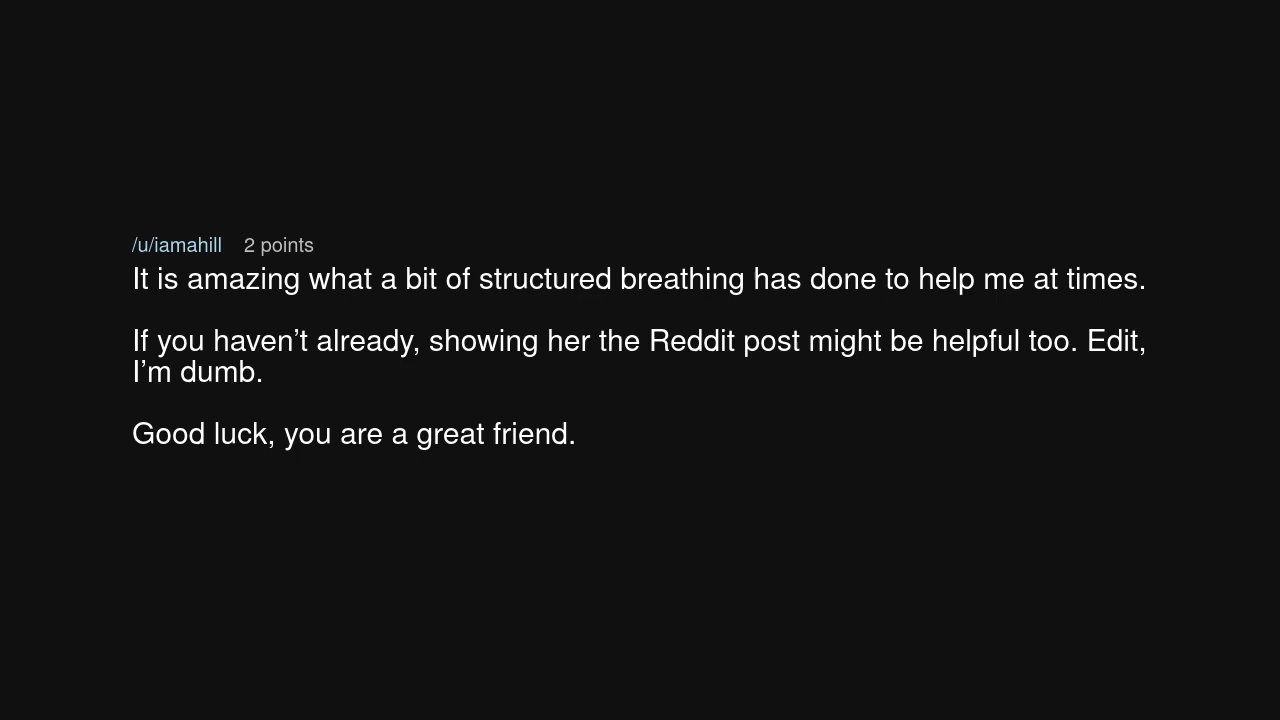 /u/iamahill 2 points
It is amazing what a bit of structured breathing has done to help me at times.
If you haven’t already, showing her the Reddit post might be helpful too. Edit,
I’m dumb.
Good luck, you are a great friend.